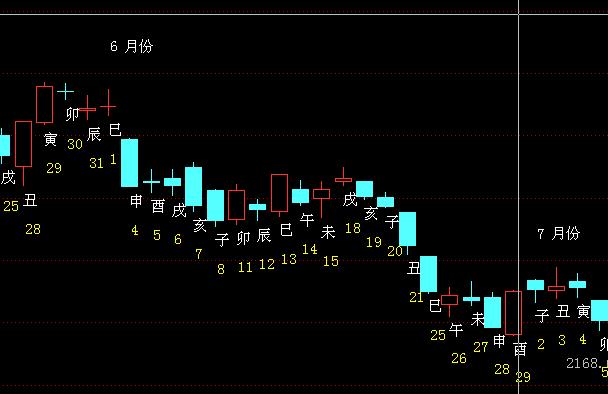 6 月份
戌
25
丑
28
寅
29
卯
30
辰
31
巳
1
申
4
酉
5
戌
6
亥
7
子
8
卯
11
辰
12
巳
13
午
14
未
15
戌
18
亥
19
子
20
丑
21
巳
25
午
26
未
27
申
28
酉
29
7 月份
子
2
丑
3
寅
4
卯
5
2168.